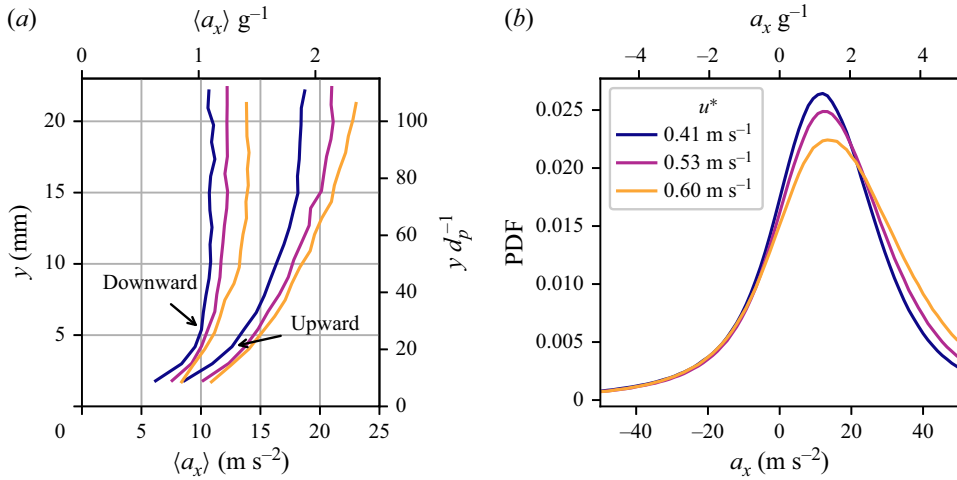 (a)
⟨a_x⟩ g⁻¹
0 1 2
20
15
10
5
0
y (mm)
100
80
60
40
20
0
y d_p⁻¹
Downward
Upward
0 5 10 15 20 25
⟨a_x⟩ (m s⁻²)
(b)
a_x g⁻¹
−4 −2 0 2 4
0.025
0.020
0.015
0.010
0.005
0
PDF
u*
0.41 m s⁻¹
0.53 m s⁻¹
0.60 m s⁻¹
−40 −20 0 20 40
a_x (m s⁻²)